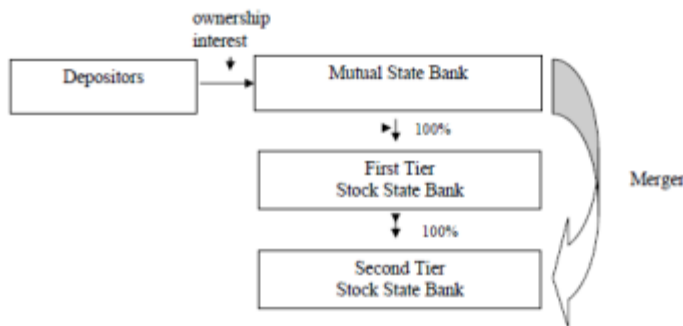 ownership
interest
Depositors
Mutual State Bank
100%
First Tier
Stock State Bank
Merger
100%
Second Tier
Stock State Bank